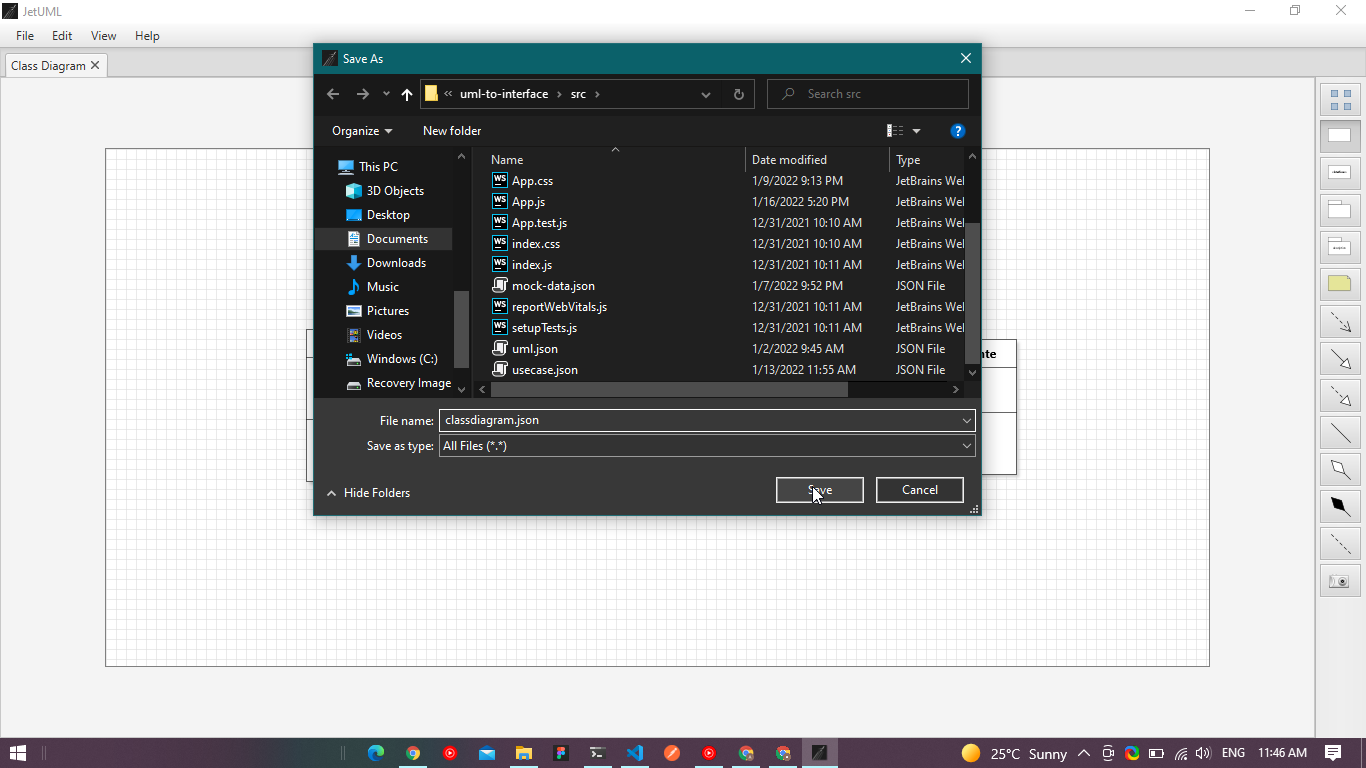 JetUML
File Edit View Help
Class Diagram
Save As
« uml-to-interface › src ›
Search src
Organize New folder
?
This PC
3D Objects
Desktop
Documents
Downloads
Music
Pictures
Videos
Windows (C:)
Recovery Image
Name Date modified Type
App.css 1/9/2022 9:13 PM JetBrains Wel
App.js 1/16/2022 5:20 PM JetBrains Wel
App.test.js 12/31/2021 10:10 AM JetBrains Wel
index.css 12/31/2021 10:10 AM JetBrains Wel
index.js 12/31/2021 10:11 AM JetBrains Wel
mock-data.json 1/7/2022 9:52 PM JSON File
reportWebVitals.js 12/31/2021 10:11 AM JetBrains Wel
setupTests.js 12/31/2021 10:11 AM JetBrains Wel
uml.json 1/2/2022 9:45 AM JSON File
usecase.json 1/13/2022 11:55 AM JSON File
File name: classdiagram.json
Save as type: All Files (*.*)
Hide Folders
Save Cancel
25°C Sunny ENG 11:46 AM